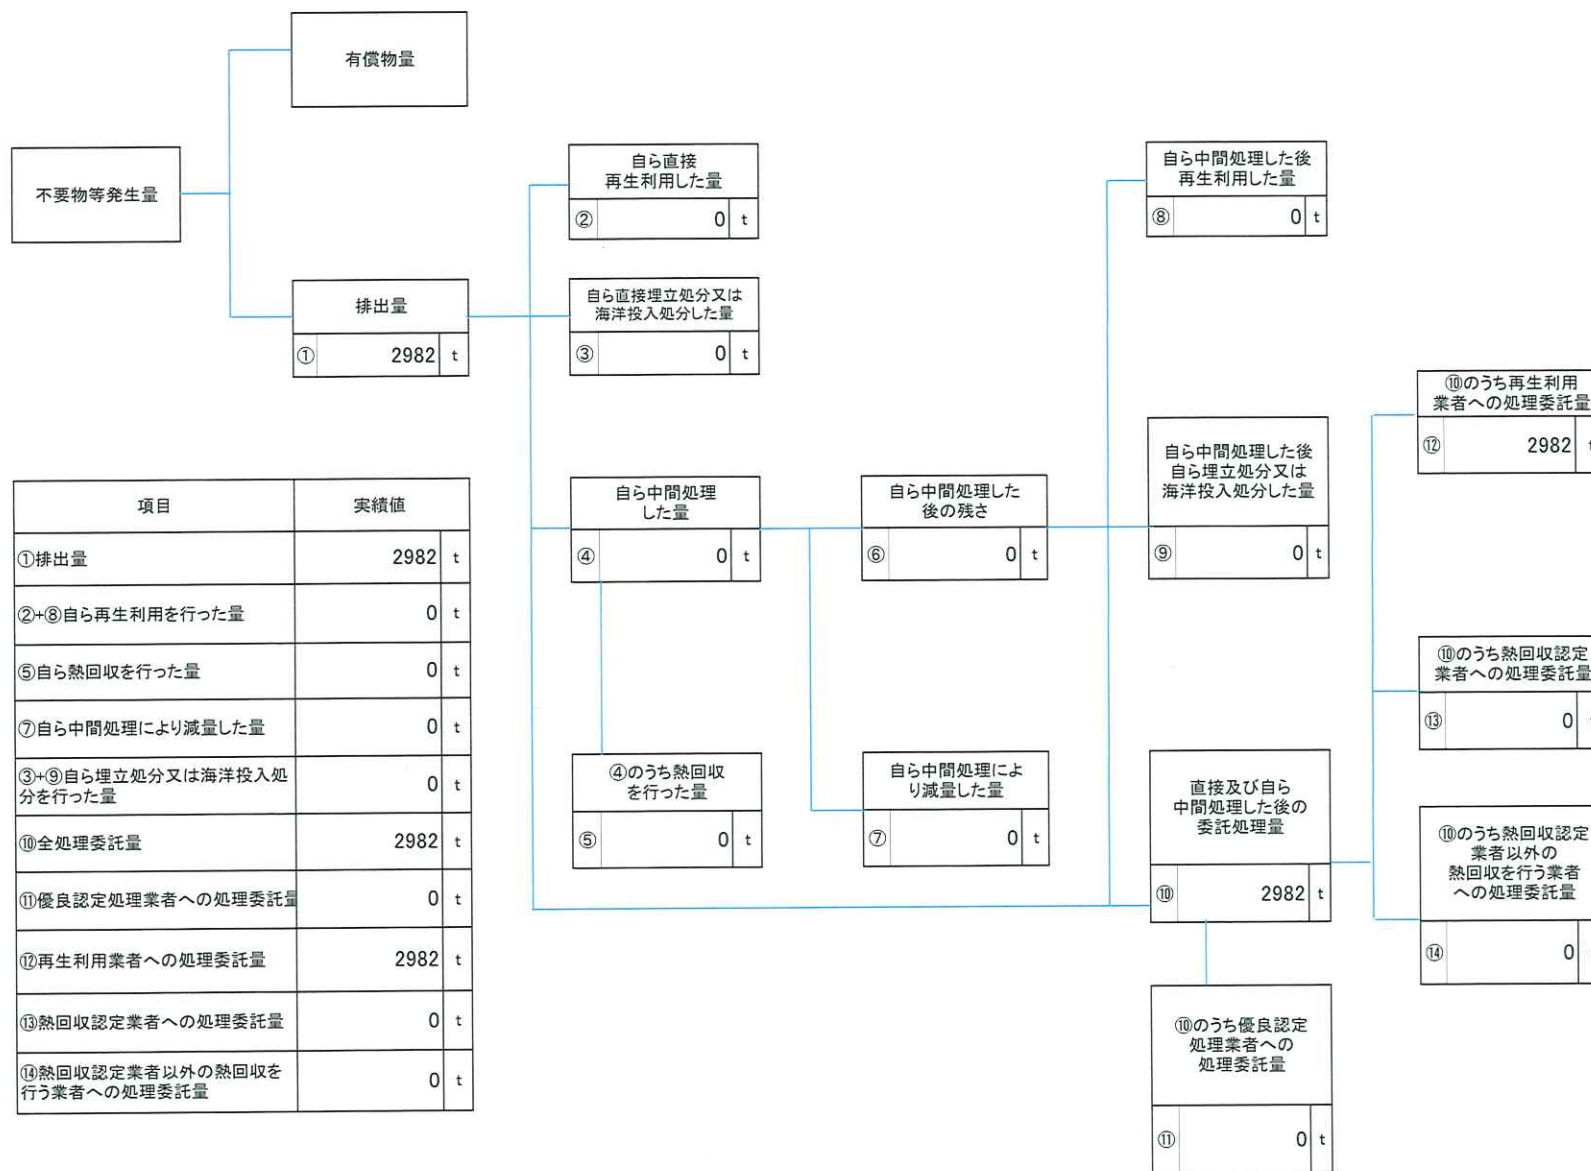 有償物量
不要物等発生量
排出量
① 2982 t
自ら直接
再生利用した量
② 0 t
自ら直接埋立処分又は
海洋投入処分した量
③ 0 t
自ら中間処理
した量
④ 0 t
④のうち熱回収
を行った量
⑤ 0 t
自ら中間処理した
後の残さ
⑥ 0 t
自ら中間処理によ
り減量した量
⑦ 0 t
自ら中間処理した後
再生利用した量
⑧ 0 t
自ら中間処理した後
自ら埋立処分又は
海洋投入処分した量
⑨ 0 t
直接及び自ら
中間処理した後の
委託処理量
⑩ 2982 t
⑩のうち優良認定
処理業者への
処理委託量
⑪ 0 t
⑩のうち再生利用
業者への処理委託量
⑫ 2982 t
⑩のうち熱回収認定
業者への処理委託量
⑬ 0
⑩のうち熱回収認定
業者以外の
熱回収を行う業者
への処理委託量
⑭ 0
項目 実績値
①排出量 2982 t
②+⑧自ら再生利用を行った量 0 t
⑤自ら熱回収を行った量 0 t
⑦自ら中間処理により減量した量 0 t
③+⑨自ら埋立処分又は海洋投入処
分を行った量 0 t
⑩全処理委託量 2982 t
⑪優良認定処理業者への処理委託量 0 t
⑫再生利用業者への処理委託量 2982 t
⑬熱回収認定業者への処理委託量 0 t
⑭熱回収認定業者以外の熱回収を
行う業者への処理委託量 0 t